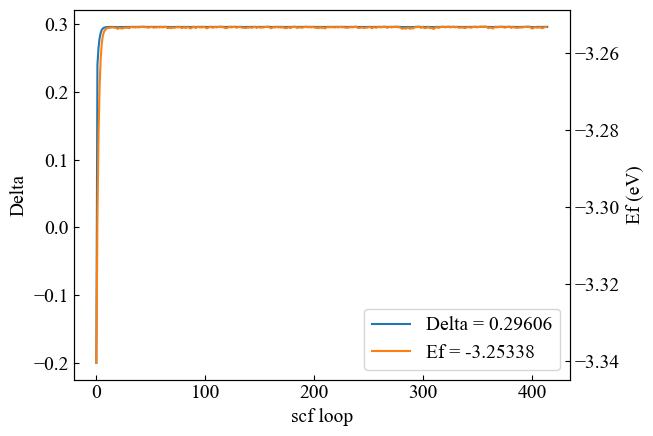 0.3
0.2
0.1
0.0
−0.1
−0.2
Delta
−3.26
−3.28
−3.30
−3.32
−3.34
Ef (eV)
Delta = 0.29606
Ef = -3.25338
0 100 200 300 400
scf loop